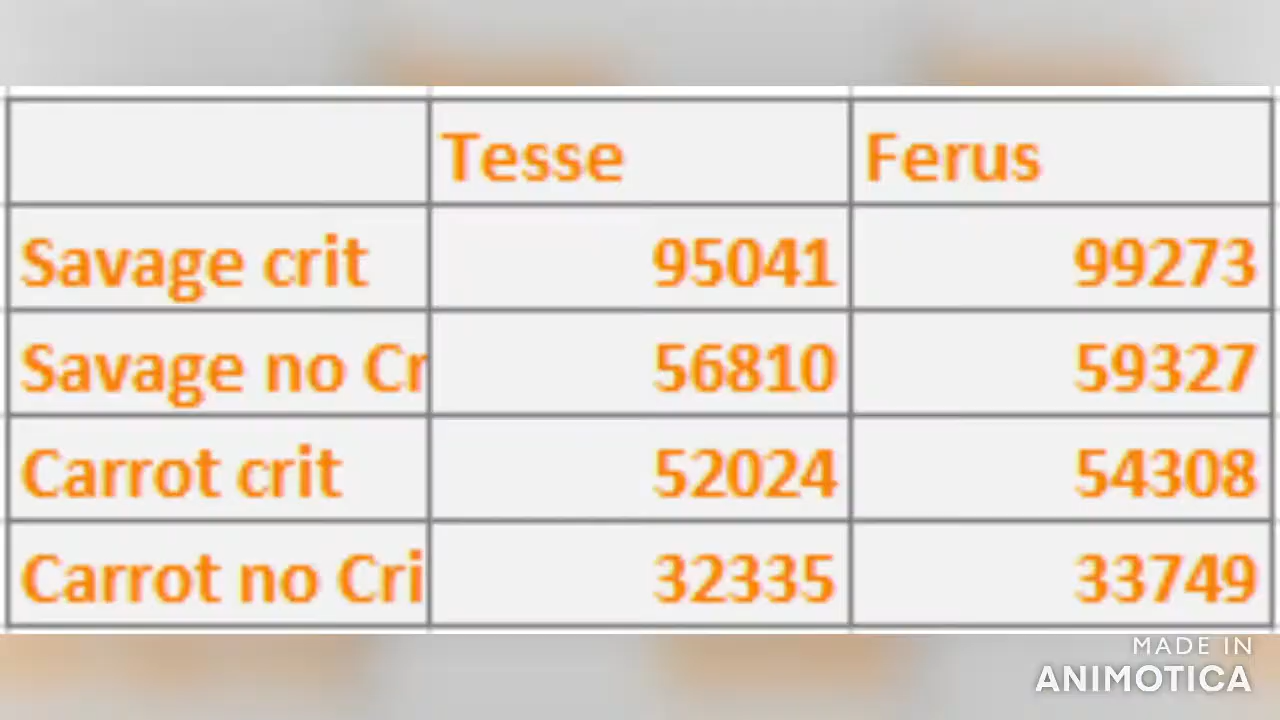 Tesse Ferus
Savage crit 95041 99273
Savage no Cr 56810 59327
Carrot crit 52024 54308
Carrot no Cri 32335 33749
MADE IN
ANIMOTICA